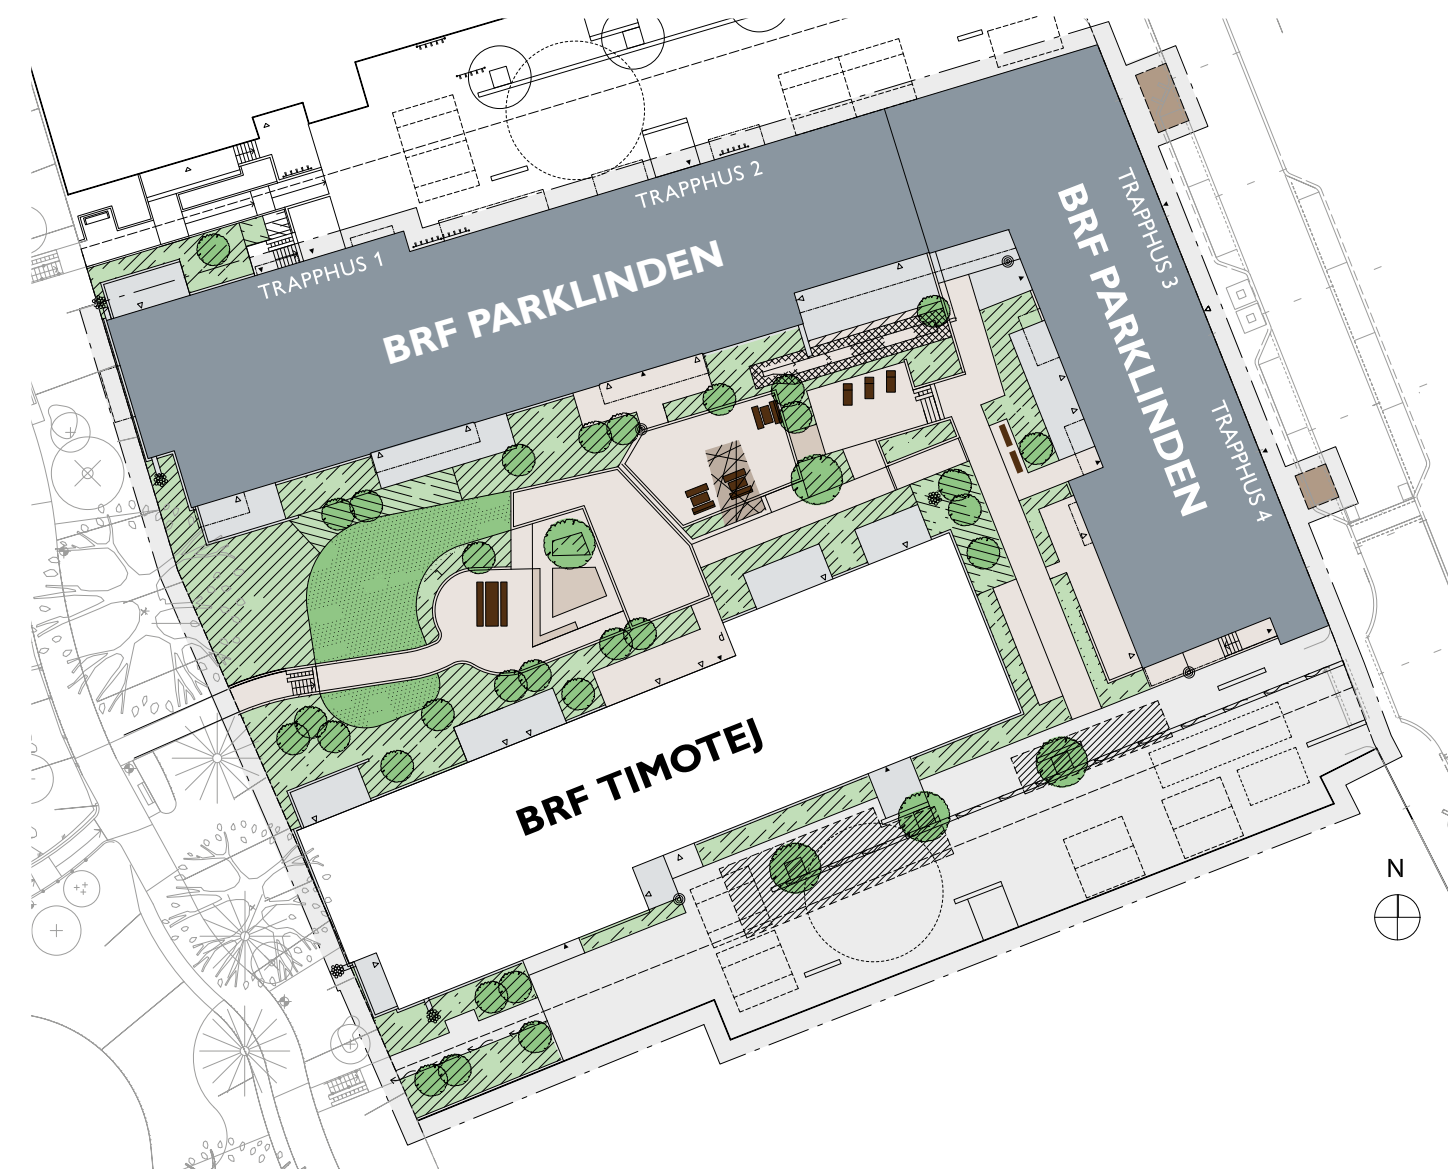 TRAPPHUS 1
TRAPPHUS 2
BRF PARKLINDEN
TRAPPHUS 3
BRF PARKLINDEN
TRAPPHUS 4
BRF TIMOTEJ
N